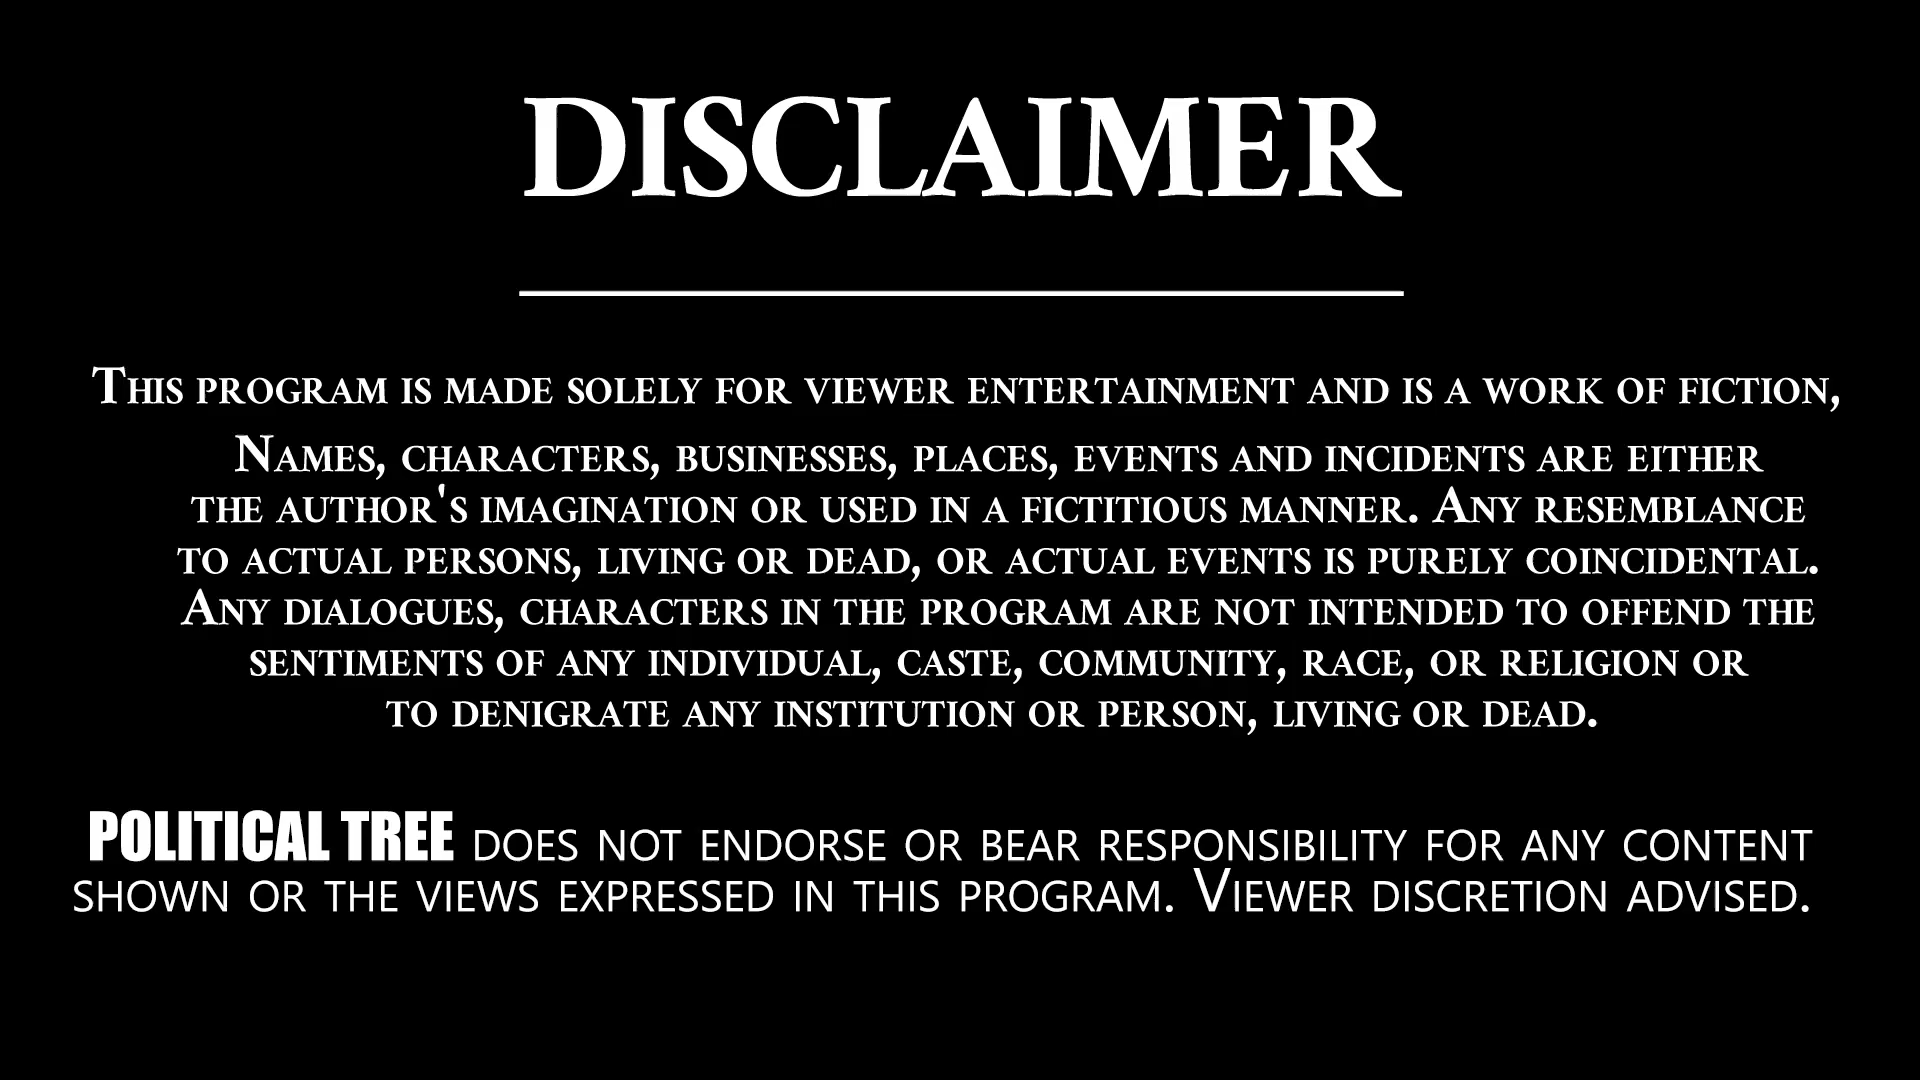 DISCLAIMER
This program is made solely for viewer entertainment and is a work of fiction,
Names, characters, businesses, places, events and incidents are either
the author's imagination or used in a fictitious manner. Any resemblance
to actual persons, living or dead, or actual events is purely coincidental.
Any dialogues, characters in the program are not intended to offend the
sentiments of any individual, caste, community, race, or religion or
to denigrate any institution or person, living or dead.
POLITICAL TREE does not endorse or bear responsibility for any content
shown or the views expressed in this program. Viewer discretion advised.